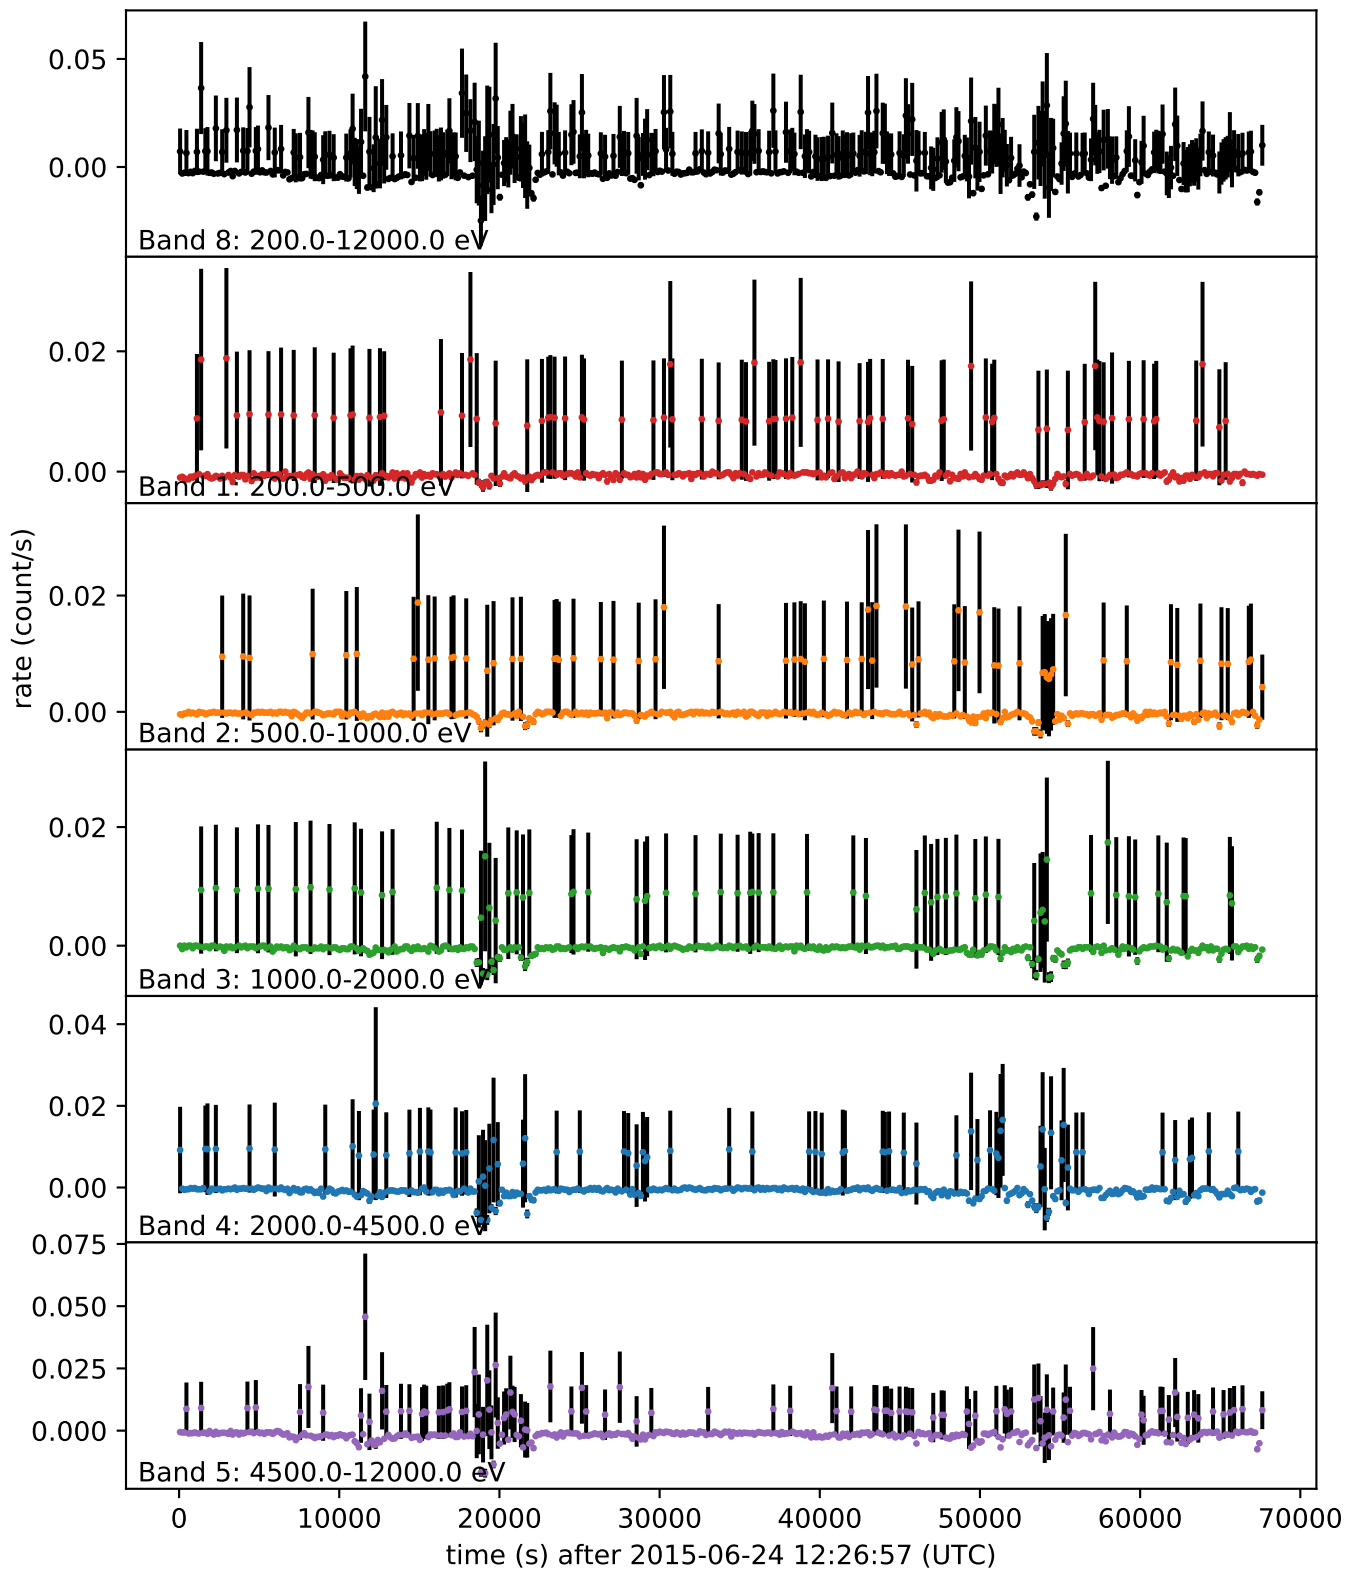 0.05
0.00
Band 8: 200.0-12000.0 eV
0.02
0.00
Band 1: 200.0-500.0 eV
rate (count/s)
0.02
0.00
Band 2: 500.0-1000.0 eV
0.02
0.00
Band 3: 1000.0-2000.0 eV
0.04
0.02
0.00
Band 4: 2000.0-4500.0 eV
0.075
0.050
0.025
0.000
Band 5: 4500.0-12000.0 eV
0 10000 20000 30000 40000 50000 60000 70000
time (s) after 2015-06-24 12:26:57 (UTC)